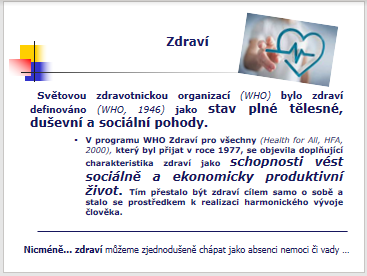 Zdraví
Světovou zdravotnickou organizací (WHO) bylo zdraví
definováno (WHO, 1946) jako stav plné tělesné,
duševní a sociální pohody.
• V programu WHO Zdraví pro všechny (Health for All, HFA,
2000), který byl přijat v roce 1977, se objevila doplňující
charakteristika zdraví jako schopnosti vést
sociálně a ekonomicky produktivní
život. Tím přestalo být zdraví cílem samo o sobě a
stalo se prostředkem k realizaci harmonického vývoje
člověka.
Nicméně... zdraví můžeme zjednodušeně chápat jako absenci nemoci či vady ...